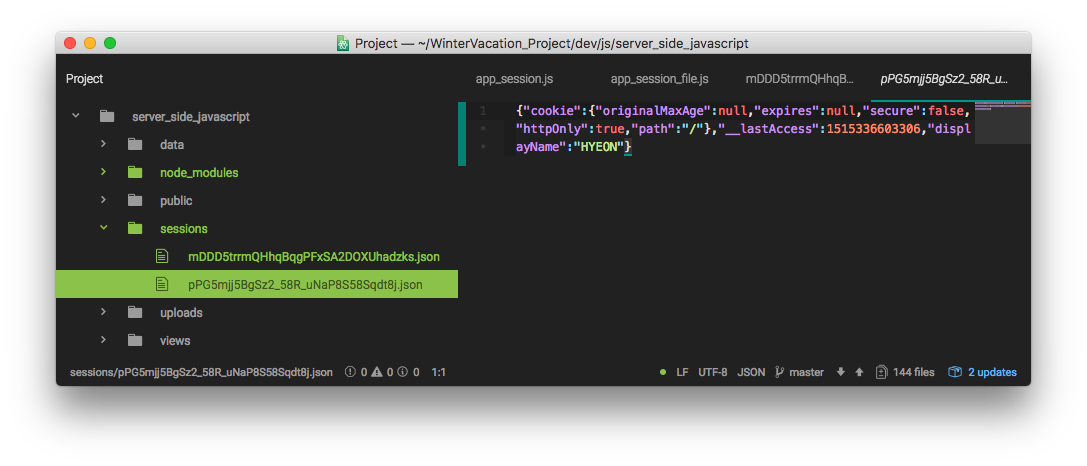 Project — ~/WinterVacation_Project/dev/js/server_side_javascript
Project
app_session.js
app_session_file.js
mDDD5trrmQHhqB…
pPG5mjj5BgSz2_58R_u…
server_side_javascript
data
node_modules
public
sessions
mDDD5trrmQHhqBqgPFxSA2DOXUhadzks.json
pPG5mjj5BgSz2_58R_uNaP8S58Sqdt8j.json
uploads
views
1 {"cookie":{"originalMaxAge":null,"expires":null,"secure":false,
"httpOnly":true,"path":"/"},"__lastAccess":1515336603306,"displ
ayName":"HYEON"}
sessions/pPG5mjj5BgSz2_58R_uNaP8S58Sqdt8j.json 0 0 0 1:1
LF UTF-8 JSON master 144 files 2 updates